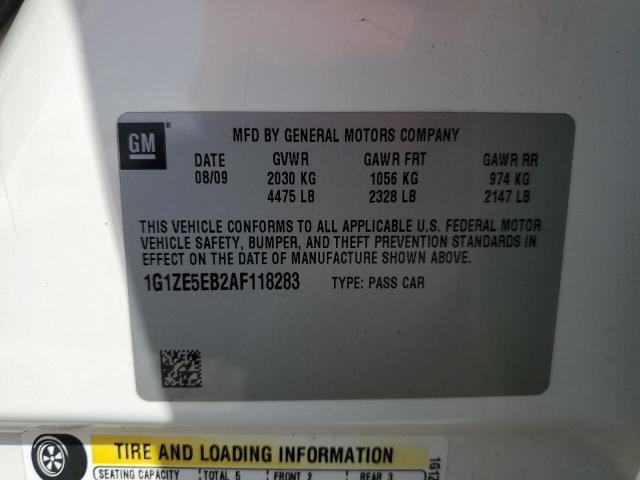 GM ®
MFD BY GENERAL MOTORS COMPANY
DATE GVWR GAWR FRT GAWR RR
08/09 2030 KG 1056 KG 974 KG
4475 LB 2328 LB 2147 LB
THIS VEHICLE CONFORMS TO ALL APPLICABLE U.S. FEDERAL MOTOR
VEHICLE SAFETY, BUMPER, AND THEFT PREVENTION STANDARDS IN
EFFECT ON THE DATE OF MANUFACTURE SHOWN ABOVE.
1G1ZE5EB2AF118283 TYPE: PASS CAR
TIRE AND LOADING INFORMATION
SEATING CAPACITY TOTAL 5 FRONT 2 REAR 3
1G1Z